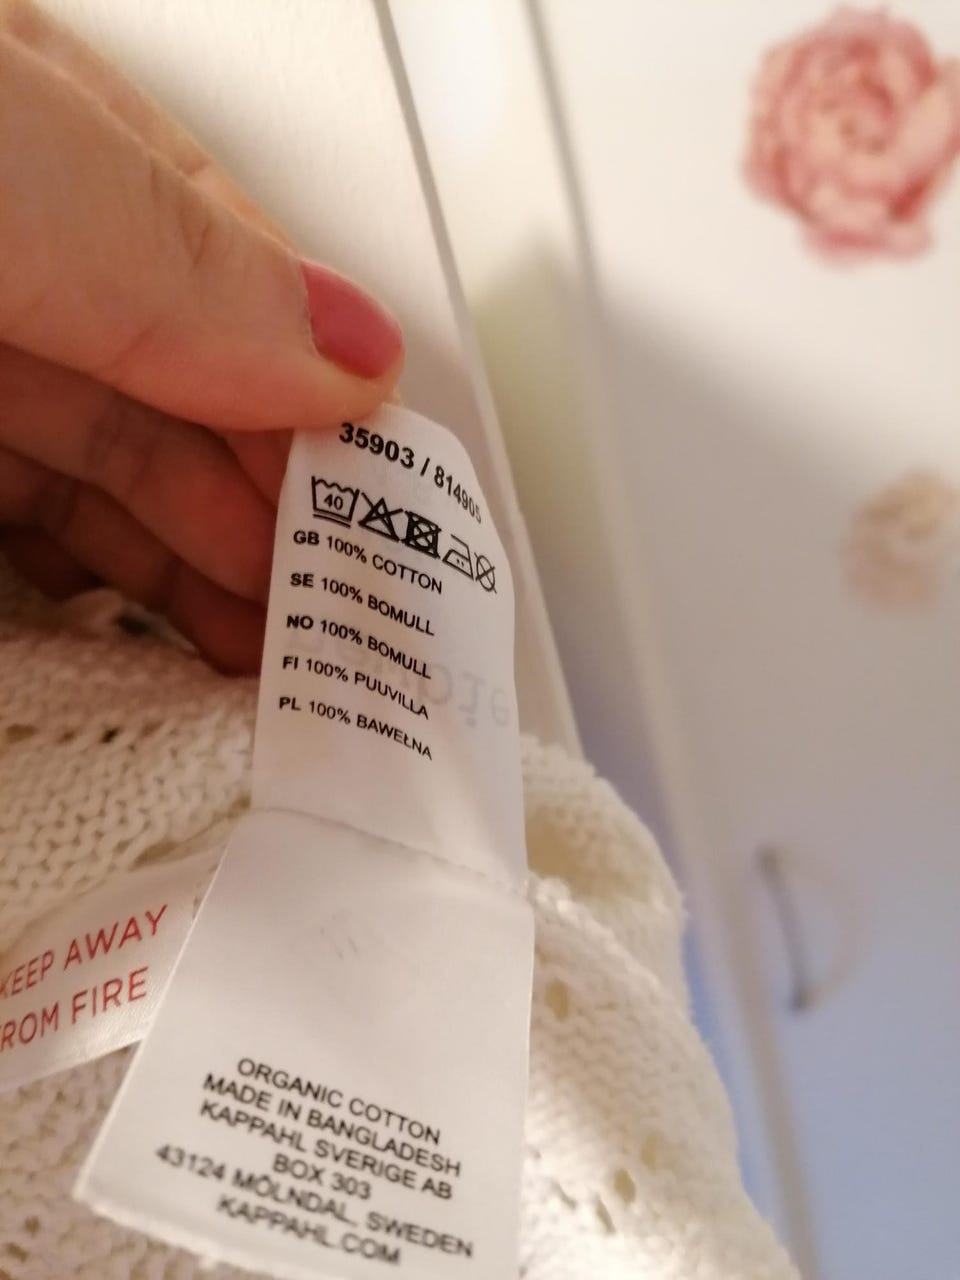 35903 / 814905
40
GB 100% COTTON
SE 100% BOMULL
NO 100% BOMULL
FI 100% PUUVILLA
PL 100% BAWEŁNA
KEEP AWAY
FROM FIRE
ORGANIC COTTON
MADE IN BANGLADESH
KAPPAHL SVERIGE AB
BOX 303
43124 MÖLNDAL, SWEDEN
KAPPAHL.COM